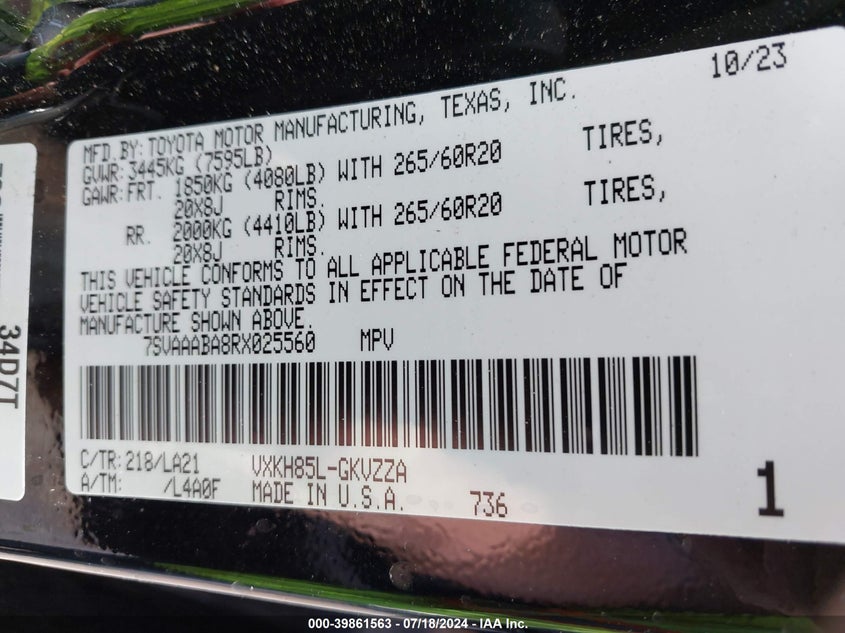 10/23
MFD.BY:TOYOTA MOTOR MANUFACTURING, TEXAS, INC.
GVWR:3445KG (7595LB)
GAWR:FRT. 1850KG (4080LB) WITH 265/60R20 TIRES,
20X8J RIMS.
RR. 2000KG (4410LB) WITH 265/60R20 TIRES,
20X8J RIMS.
THIS VEHICLE CONFORMS TO ALL APPLICABLE FEDERAL MOTOR
VEHICLE SAFETY STANDARDS IN EFFECT ON THE DATE OF
MANUFACTURE SHOWN ABOVE.
7SVAAABA8RX025560 MPV
C/TR:218/LA21 VXKH85L-GKVZZA
A/TM: /L4A0F MADE IN U.S.A. 736
1
34D7T
000-39861563 - 07/18/2024 - IAA Inc.